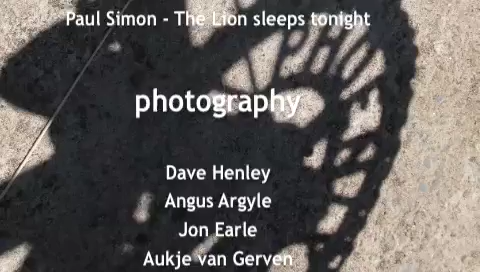 Paul Simon - The Lion sleeps tonight
photography
Dave Henley
Angus Argyle
Jon Earle
Aukje van Gerven